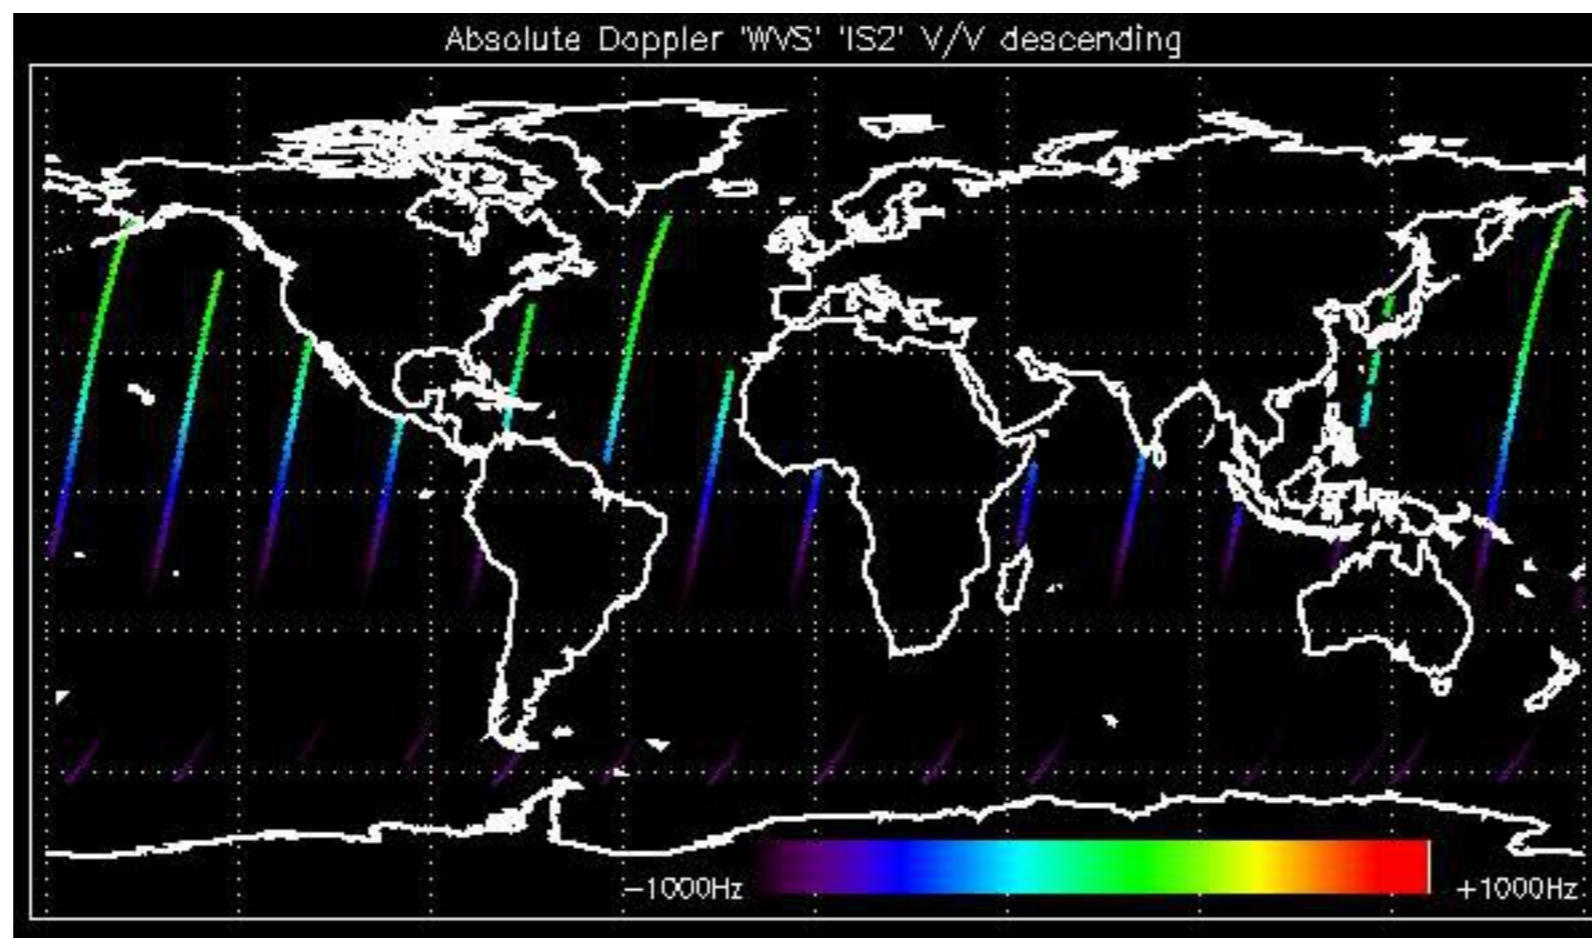 Absolute Doppler 'WVS' 'IS2' V/V descending
−1000Hz
+1000Hz